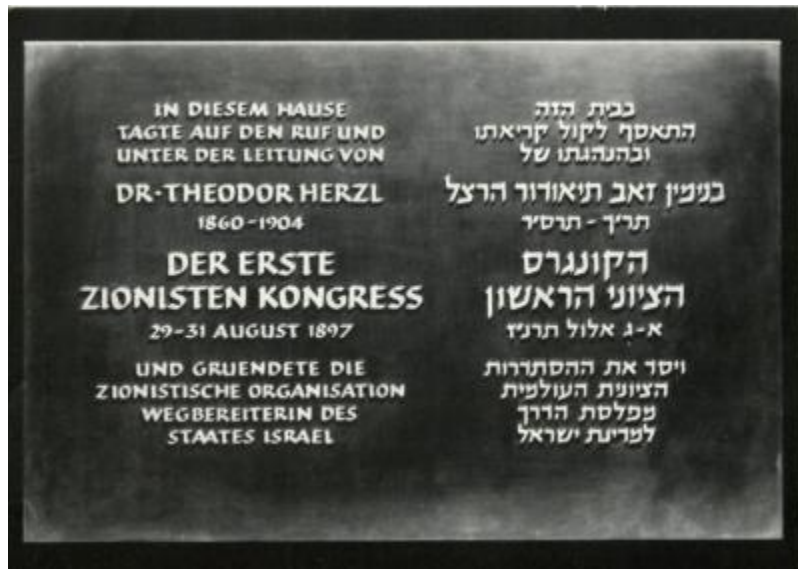 IN DIESEM HAUSE
TAGTE AUF DEN RUF UND
UNTER DER LEITUNG VON
DR·THEODOR HERZL
1860-1904
DER ERSTE
ZIONISTEN KONGRESS
29-31 AUGUST 1897
UND GRUENDETE DIE
ZIONISTISCHE ORGANISATION
WEGBEREITERIN DES
STAATES ISRAEL
בבית הזה
התאסף לקול קריאתו
ובהנהגתו של
בנימין זאב תיאודור הרצל
תר״ך - תרס״ד
הקונגרס
הציוני הראשון
א-ג אלול תרנ״ז
ויסד את ההסתדרות
הציונית העולמית
מפלסת הדרך
למדינת ישראל